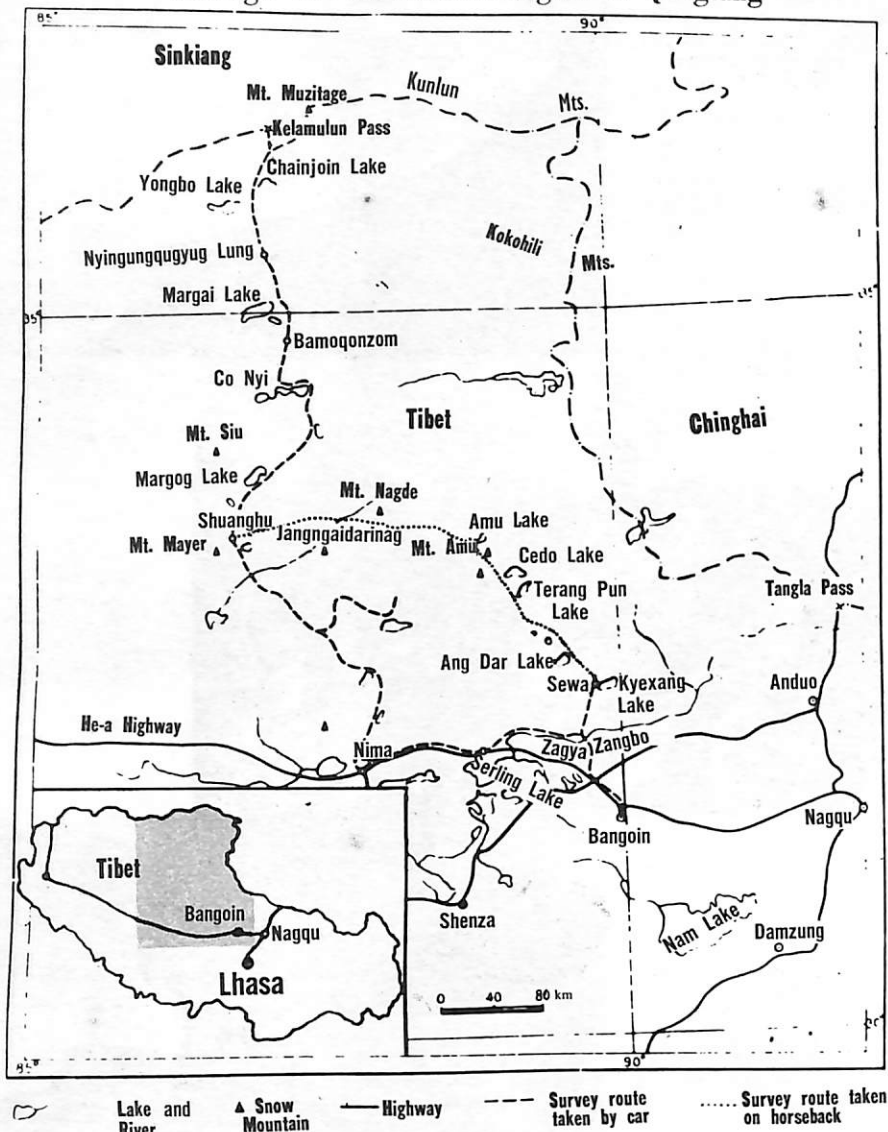 85°
90°
Sinkiang
Mt. Muzitage
Kunlun
Mts.
Kelamulun Pass
Chainjoin Lake
Yongbo Lake
Kokohili
Mts.
Nyingungqugyug Lung
Margai Lake
Bamoqonzom
Co Nyi
Tibet
Chinghai
Mt. Siu
Margog Lake
Mt. Nagde
Shuanghu
Jangngaidarinag
Amu Lake
Mt. Mayer
Mt. Amu
Cedo Lake
Terang Pun
Lake
Tangla Pass
Ang Dar Lake
Sewa
Kyexang
Lake
Anduo
He-a Highway
Nima
Zagya Zangbo
Serling Lake
Bangoin
Nagqu
Tibet
Bangoin
Nagqu
Lhasa
Shenza
Nam Lake
Damzung
0 40 80 km
90°
Lake and
River
Snow
Mountain
Highway
Survey route
taken by car
Survey route taken
on horseback